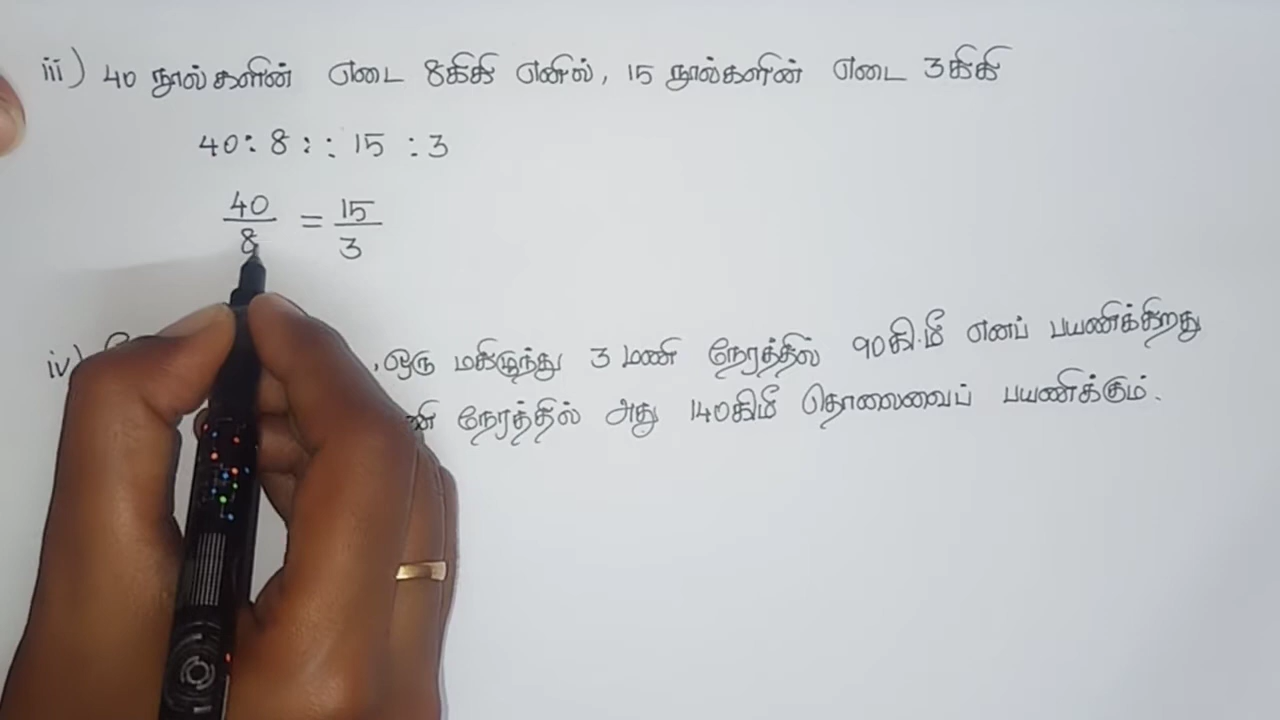 iii) 40 நூல்களின் எடை 8கிகி எனில், 15 நூல்களின் எடை 3கிகி
40 : 8 : : 15 : 3
40/8 = 15/3
iv) , ஒரு மகிழுந்து 3 மணி நேரத்தில் 90கி.மீ எனப் பயணிக்கிறது
நேரத்தில் அது 140கிமீ தொலைவைப் பயணிக்கும்.